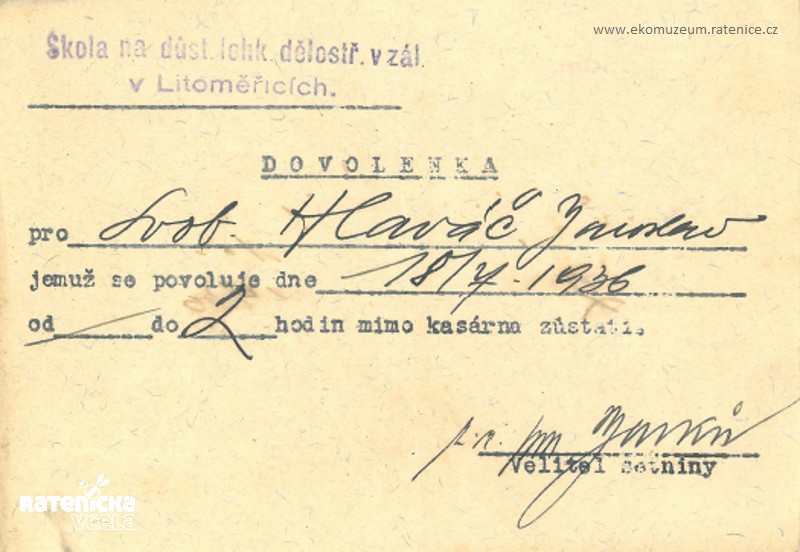 www.ekomuzeum.ratenice.cz
Škola na důst. lehk. dělostř. v zál.
v Litoměřicích.
DOVOLENKA
pro svob. Hlaváč Jaroslav
jemuž se povoluje dne 18/V. 1936
od do 2 hodin mimo kasárna zůstati.
Velitel setniny
RATENICKÁ
včela